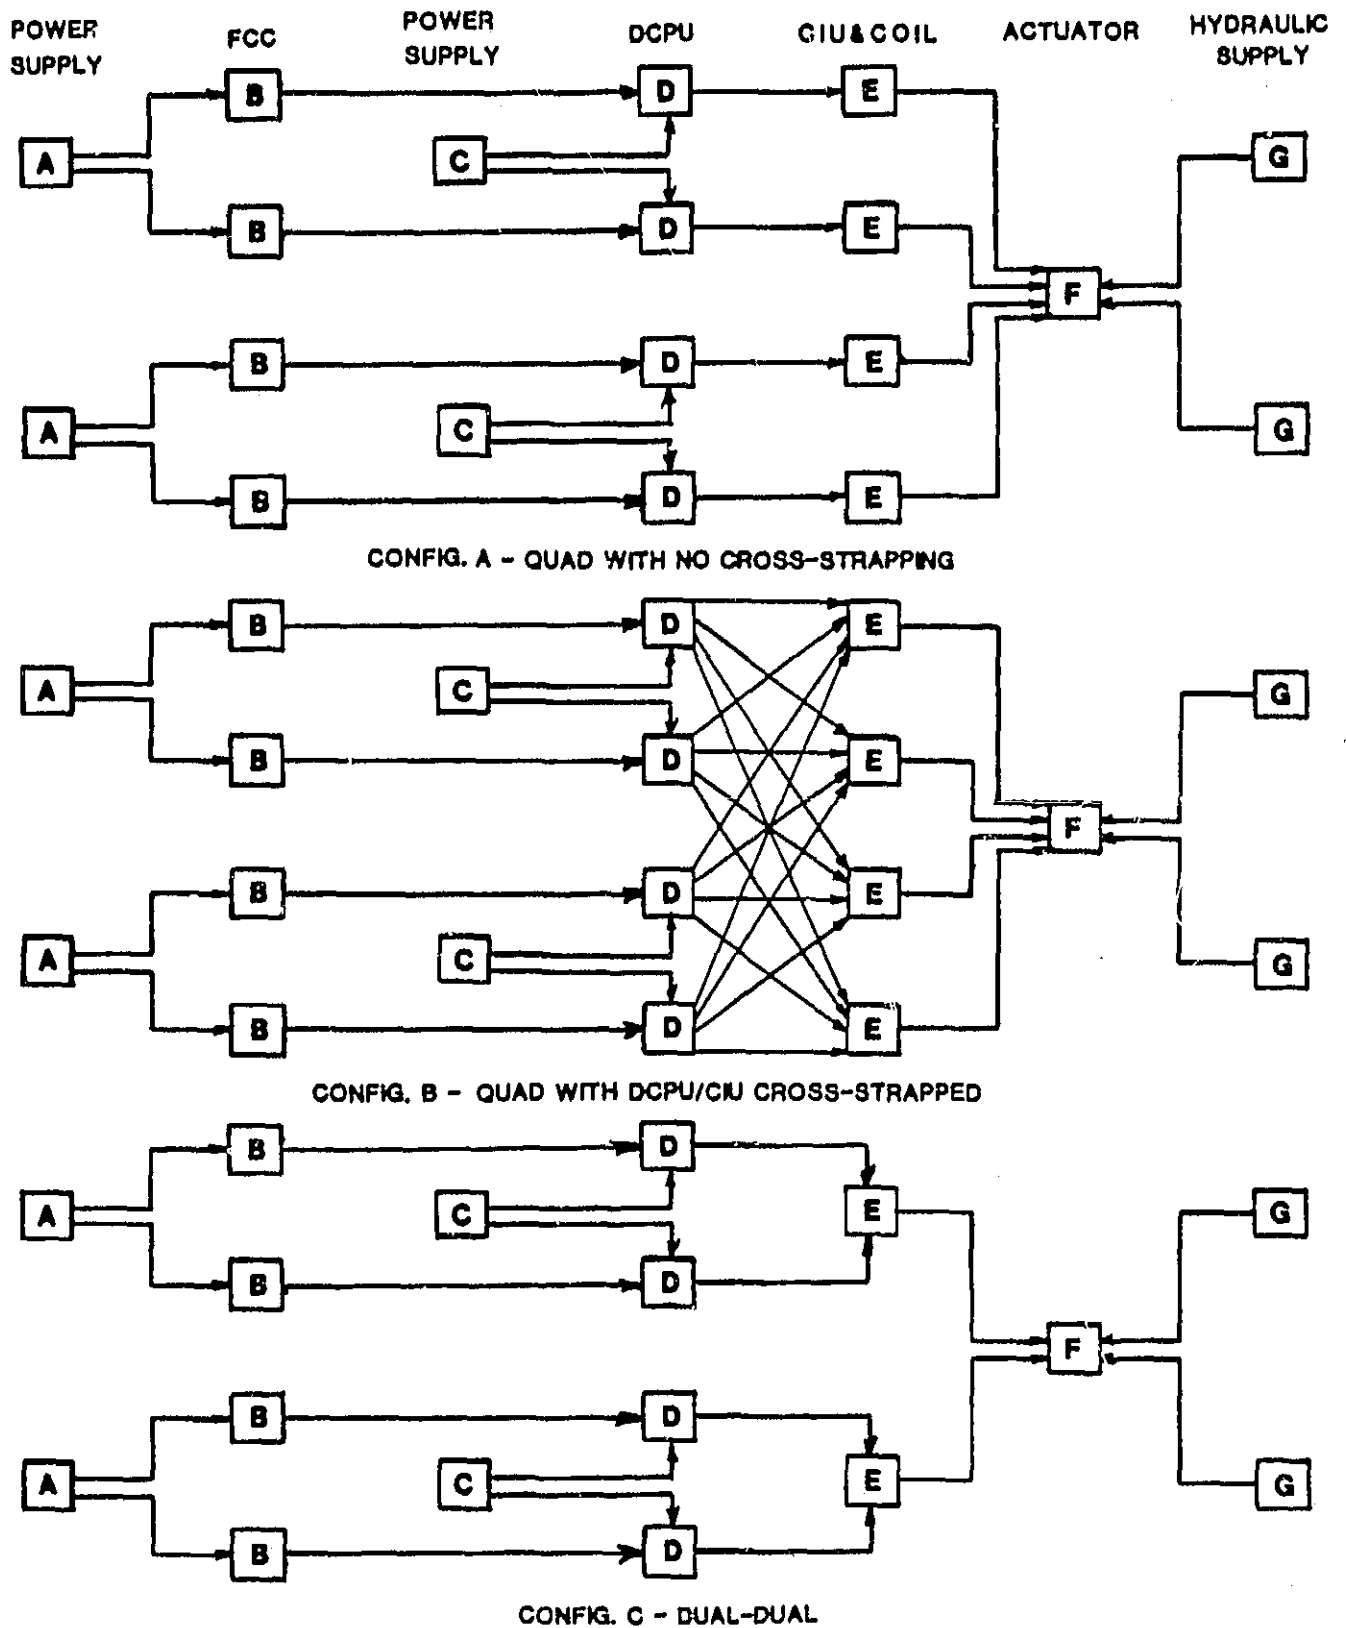 POWER SUPPLY
FCC
POWER SUPPLY
DCPU
CIU & COIL
ACTUATOR
HYDRAULIC SUPPLY
B D E
A C G
B D E
F
B D E
A C G
B D E
CONFIG. A - QUAD WITH NO CROSS-STRAPPING
B D E
A C G
B D E
F
B D E
A C G
B D E
CONFIG. B - QUAD WITH DCPU/CIU CROSS-STRAPPED
B D
A C E G
B D
F
B D
A C E G
B D
CONFIG. C - DUAL-DUAL